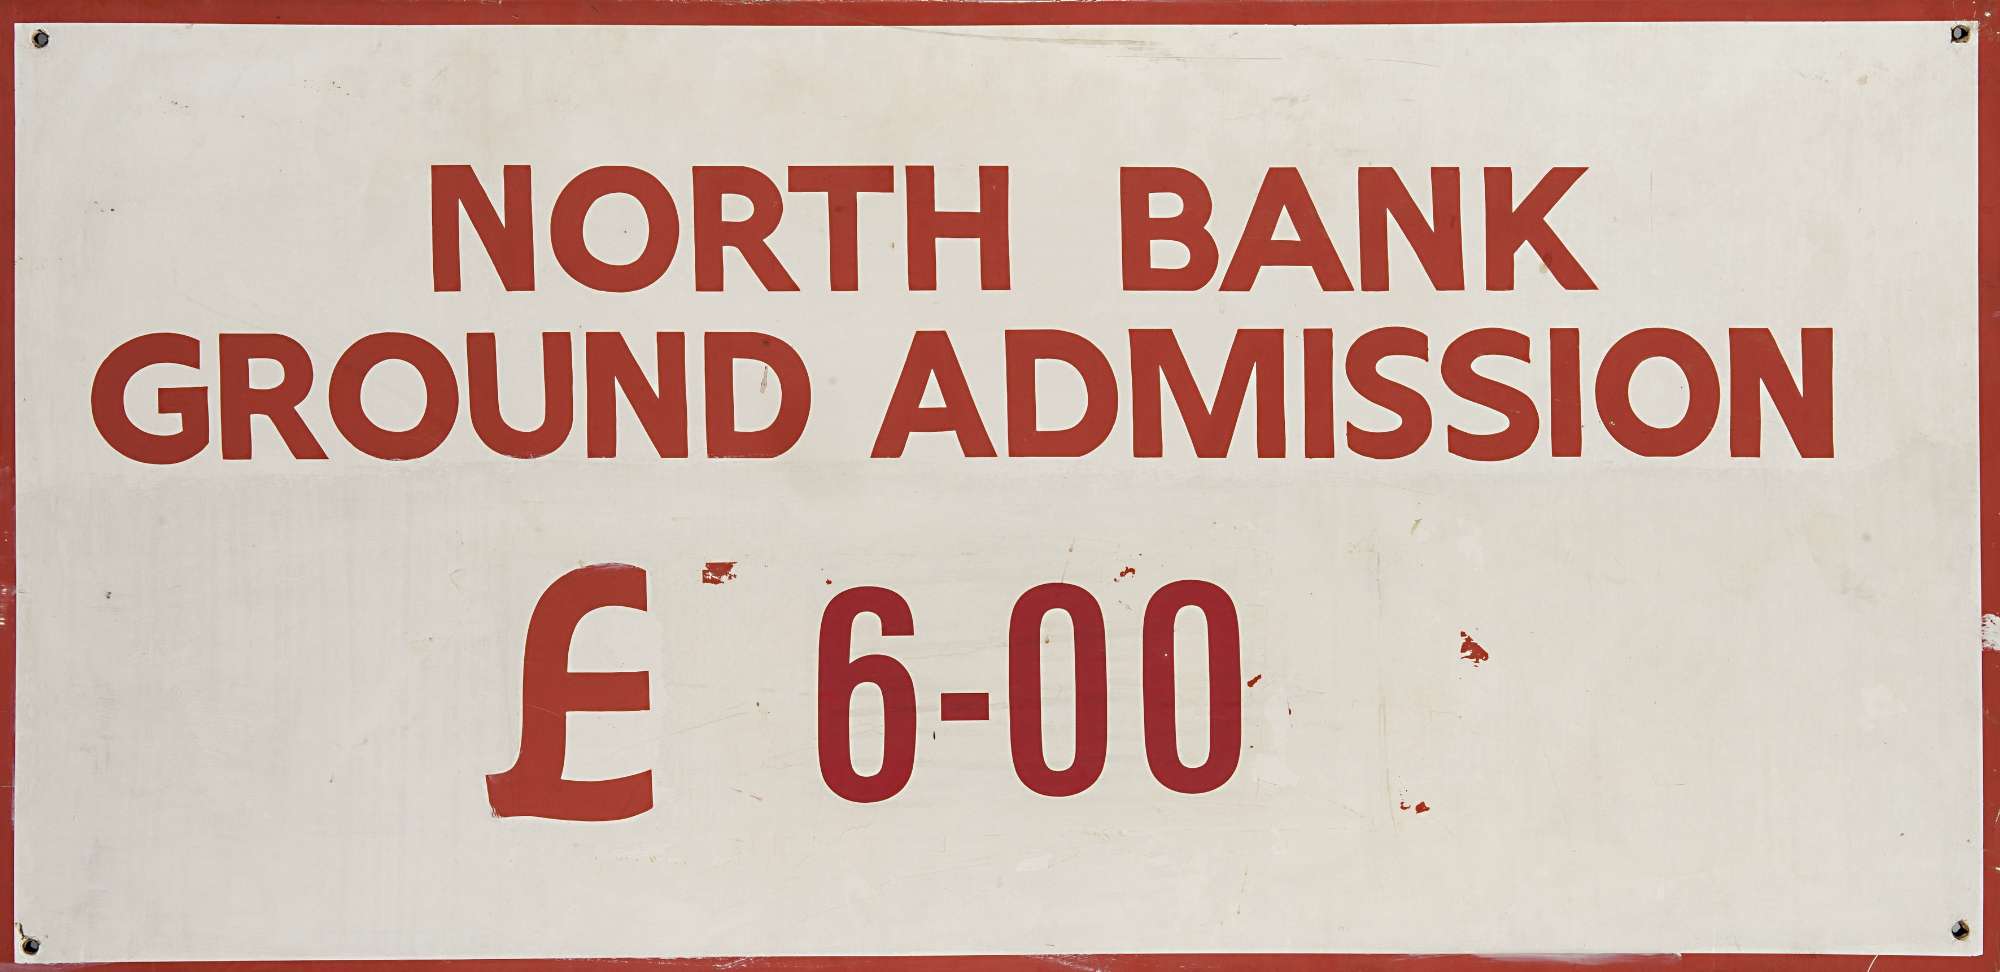 NORTH BANK
GROUND ADMISSION
£ 6-00